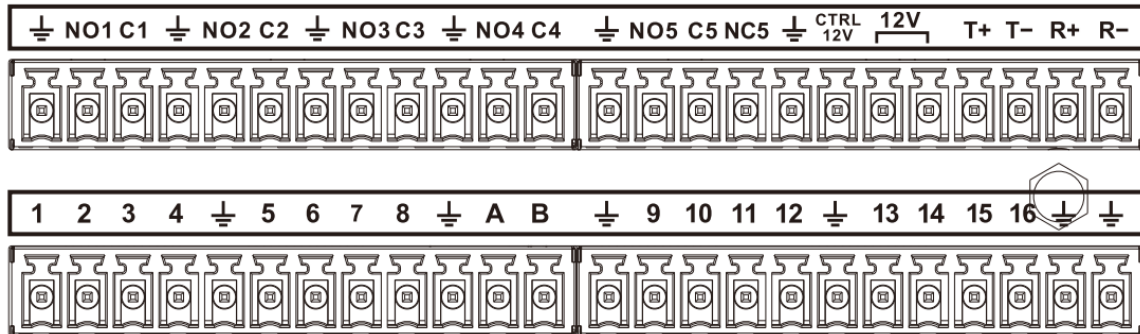 ⏚ NO1 C1 ⏚ NO2 C2 ⏚ NO3 C3 ⏚ NO4 C4 ⏚ NO5 C5 NC5 ⏚ CTRL 12V 12V T+ T− R+ R−
1 2 3 4 ⏚ 5 6 7 8 ⏚ A B ⏚ 9 10 11 12 ⏚ 13 14 15 16 ⏚ ⏚